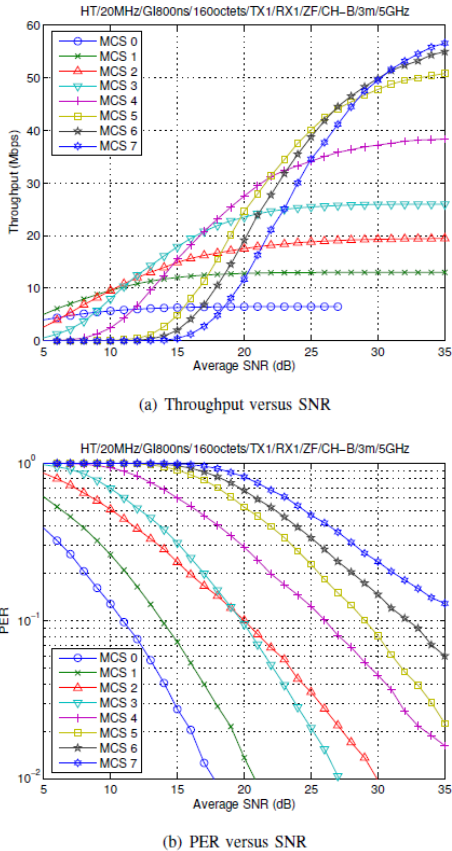 HT/20MHz/GI800ns/160octets/TX1/RX1/ZF/CH-B/3m/5GHz
60
50
40
30
20
10
0
Throughput (Mbps)
MCS 0
MCS 1
MCS 2
MCS 3
MCS 4
MCS 5
MCS 6
MCS 7
5 10 15 20 25 30 35
Average SNR (dB)
(a) Throughput versus SNR
HT/20MHz/GI800ns/160octets/TX1/RX1/ZF/CH-B/3m/5GHz
10^0
10^-1
10^-2
PER
MCS 0
MCS 1
MCS 2
MCS 3
MCS 4
MCS 5
MCS 6
MCS 7
5 10 15 20 25 30 35
Average SNR (dB)
(b) PER versus SNR